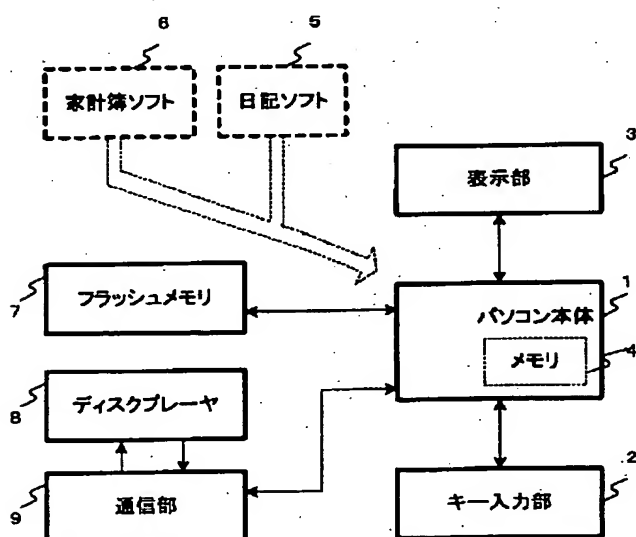 6
5
家計簿ソフト
日記ソフト
3
表示部
1
フラッシュメモリ
7
パソコン本体
メモリ
4
ディスクプレーヤ
8
2
通信部
9
キー入力部